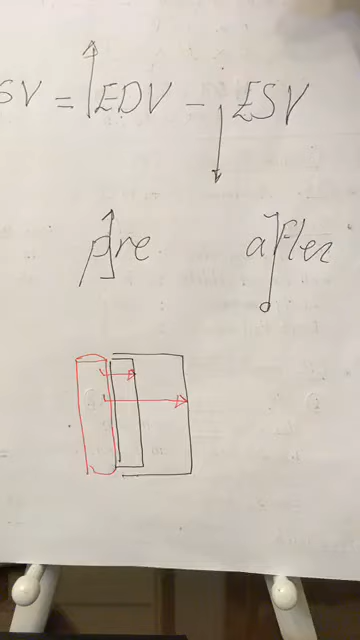 SV = EDV - ESV
pre after